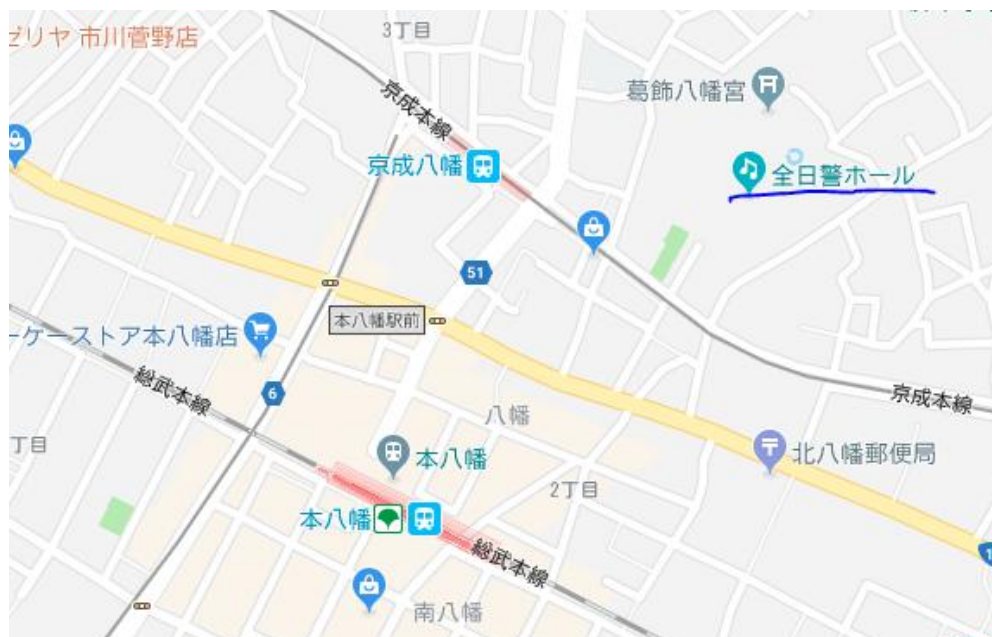 ゼリヤ 市川菅野店
3丁目
京成本線
葛飾八幡宮
京成八幡
全日警ホール
51
本八幡駅前
ーケーストア本八幡店
総武本線
6
京成本線
八幡
丁目
本八幡
北八幡郵便局
2丁目
本八幡
総武本線
南八幡